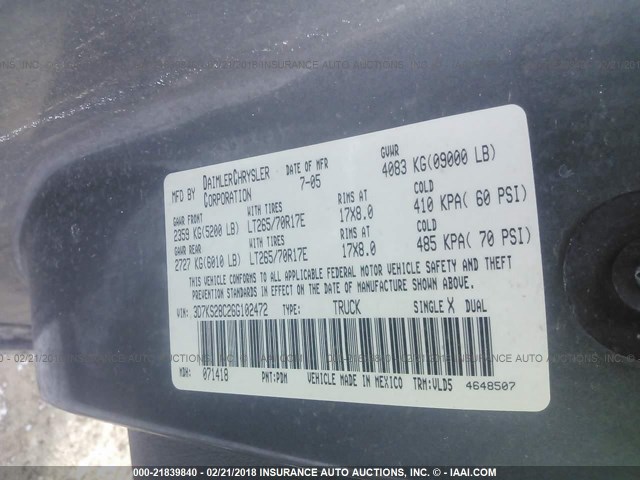 MFD BY DAIMLERCHRYSLER CORPORATION
DATE OF MFR 7-05
GVWR 4083 KG(09000 LB)
GAWR FRONT WITH TIRES RIMS AT COLD
2359 KG(5200 LB) LT265/70R17E 17X8.0 410 KPA( 60 PSI)
GAWR REAR WITH TIRES RIMS AT COLD
2727 KG(6010 LB) LT265/70R17E 17X8.0 485 KPA( 70 PSI)
THIS VEHICLE CONFORMS TO ALL APPLICABLE FEDERAL MOTOR VEHICLE SAFETY AND THEFT
PREVENTION STANDARDS IN EFFECT ON THE DATE OF MANUFACTURE SHOWN ABOVE.
VIN: 3D7KS28C26G102472 TYPE: TRUCK SINGLE X DUAL
MDH: 071418 PNT:PDM VEHICLE MADE IN MEXICO TRM:VLD5 4648507
000-21839840 - 02/21/2018 INSURANCE AUTO AUCTIONS, INC. - © IAAI.COM